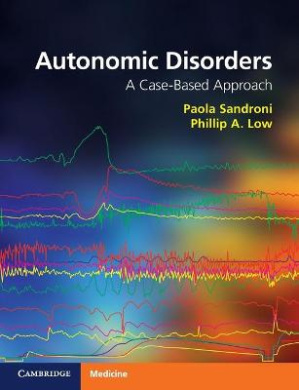 Autonomic Disorders
A Case-Based Approach
Paola Sandroni
Phillip A. Low
CAMBRIDGE
Medicine